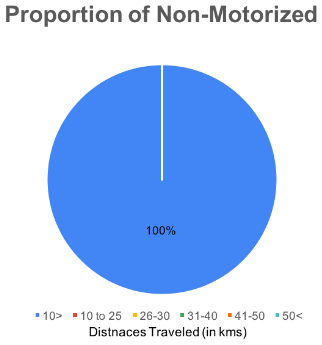 Proportion of Non-Motorized
100%
10> 10 to 25 26-30 31-40 41-50 50<
Distnaces Traveled (in kms)